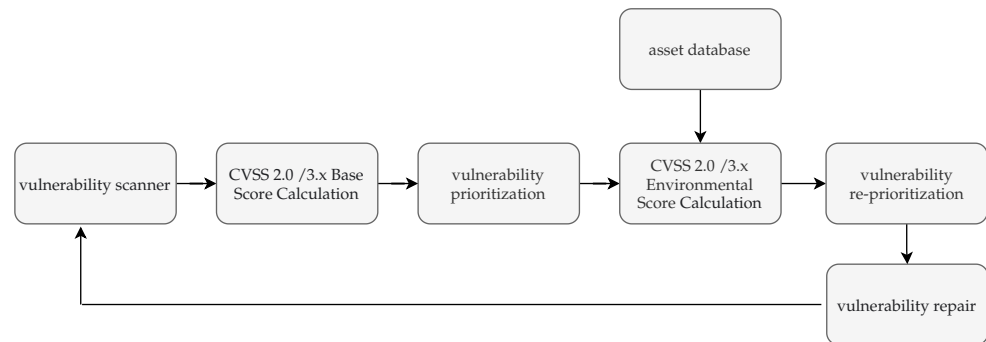 asset database
vulnerability scanner
CVSS 2.0 /3.x Base
Score Calculation
vulnerability
prioritization
CVSS 2.0 /3.x
Environmental
Score Calculation
vulnerability
re-prioritization
vulnerability repair